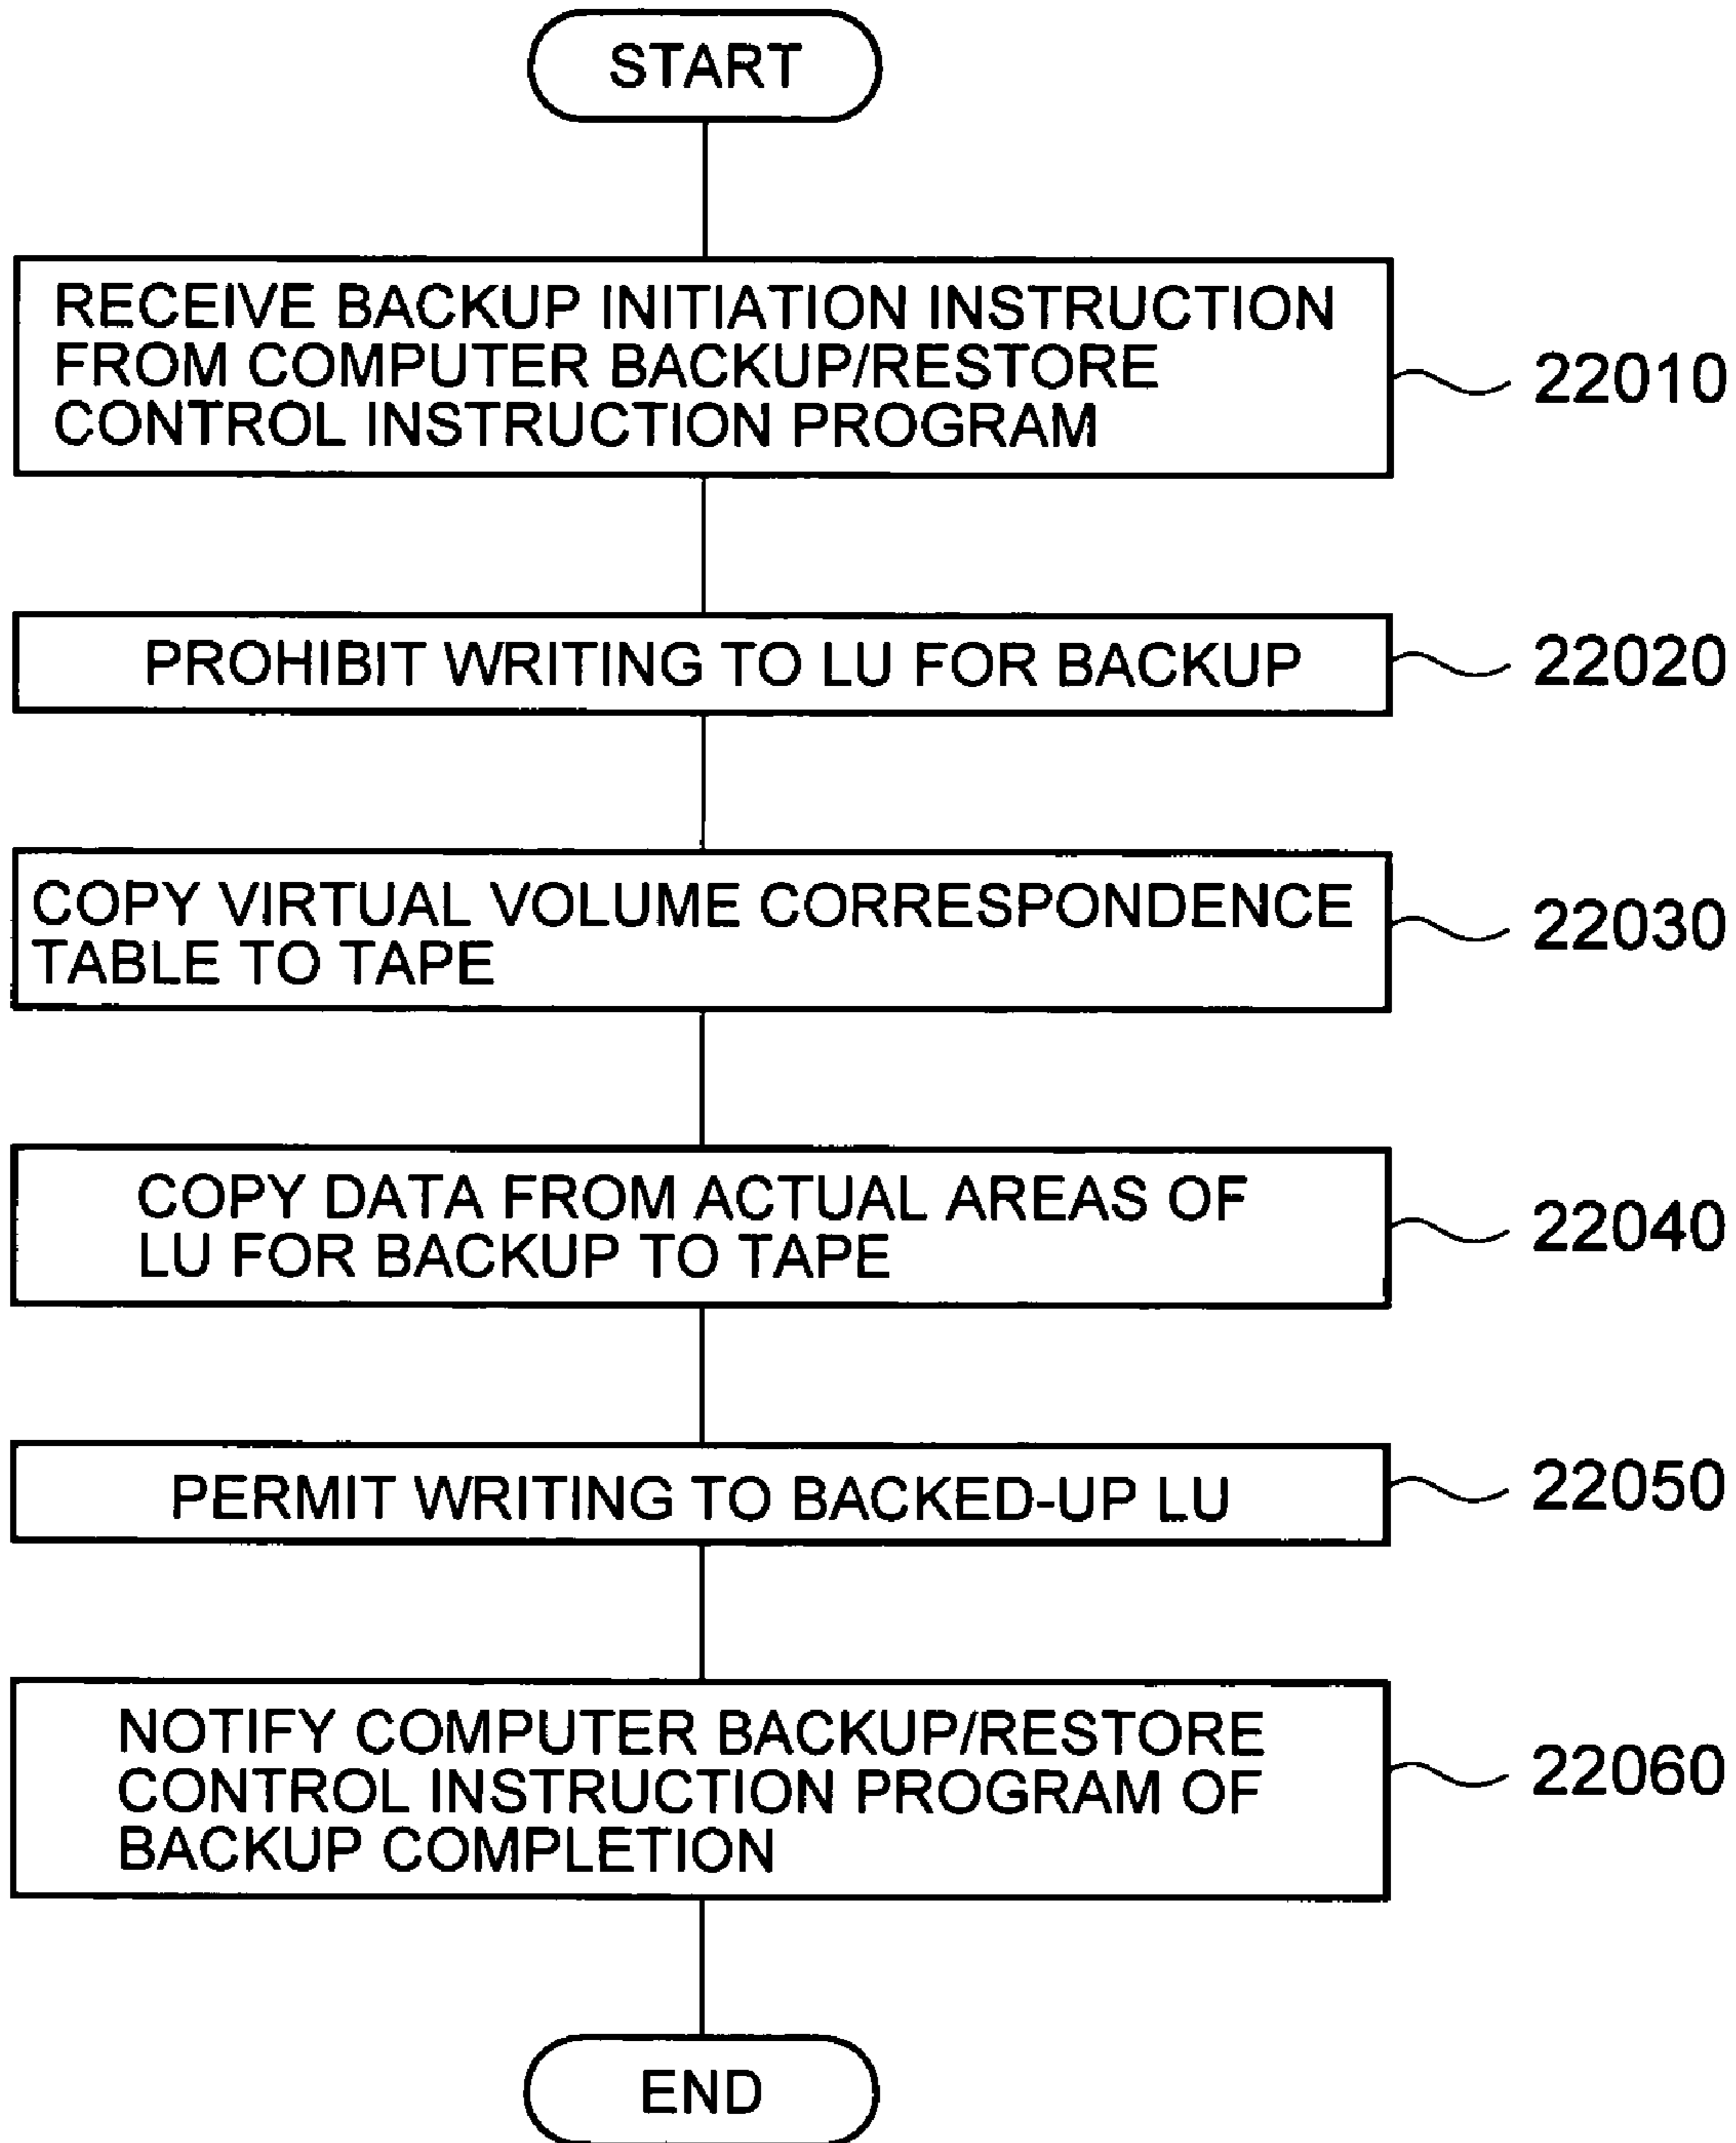 START
RECEIVE BACKUP INITIATION INSTRUCTION
FROM COMPUTER BACKUP/RESTORE
CONTROL INSTRUCTION PROGRAM
22010
PROHIBIT WRITING TO LU FOR BACKUP
22020
COPY VIRTUAL VOLUME CORRESPONDENCE
TABLE TO TAPE
22030
COPY DATA FROM ACTUAL AREAS OF
LU FOR BACKUP TO TAPE
22040
PERMIT WRITING TO BACKED-UP LU
22050
NOTIFY COMPUTER BACKUP/RESTORE
CONTROL INSTRUCTION PROGRAM OF
BACKUP COMPLETION
22060
END